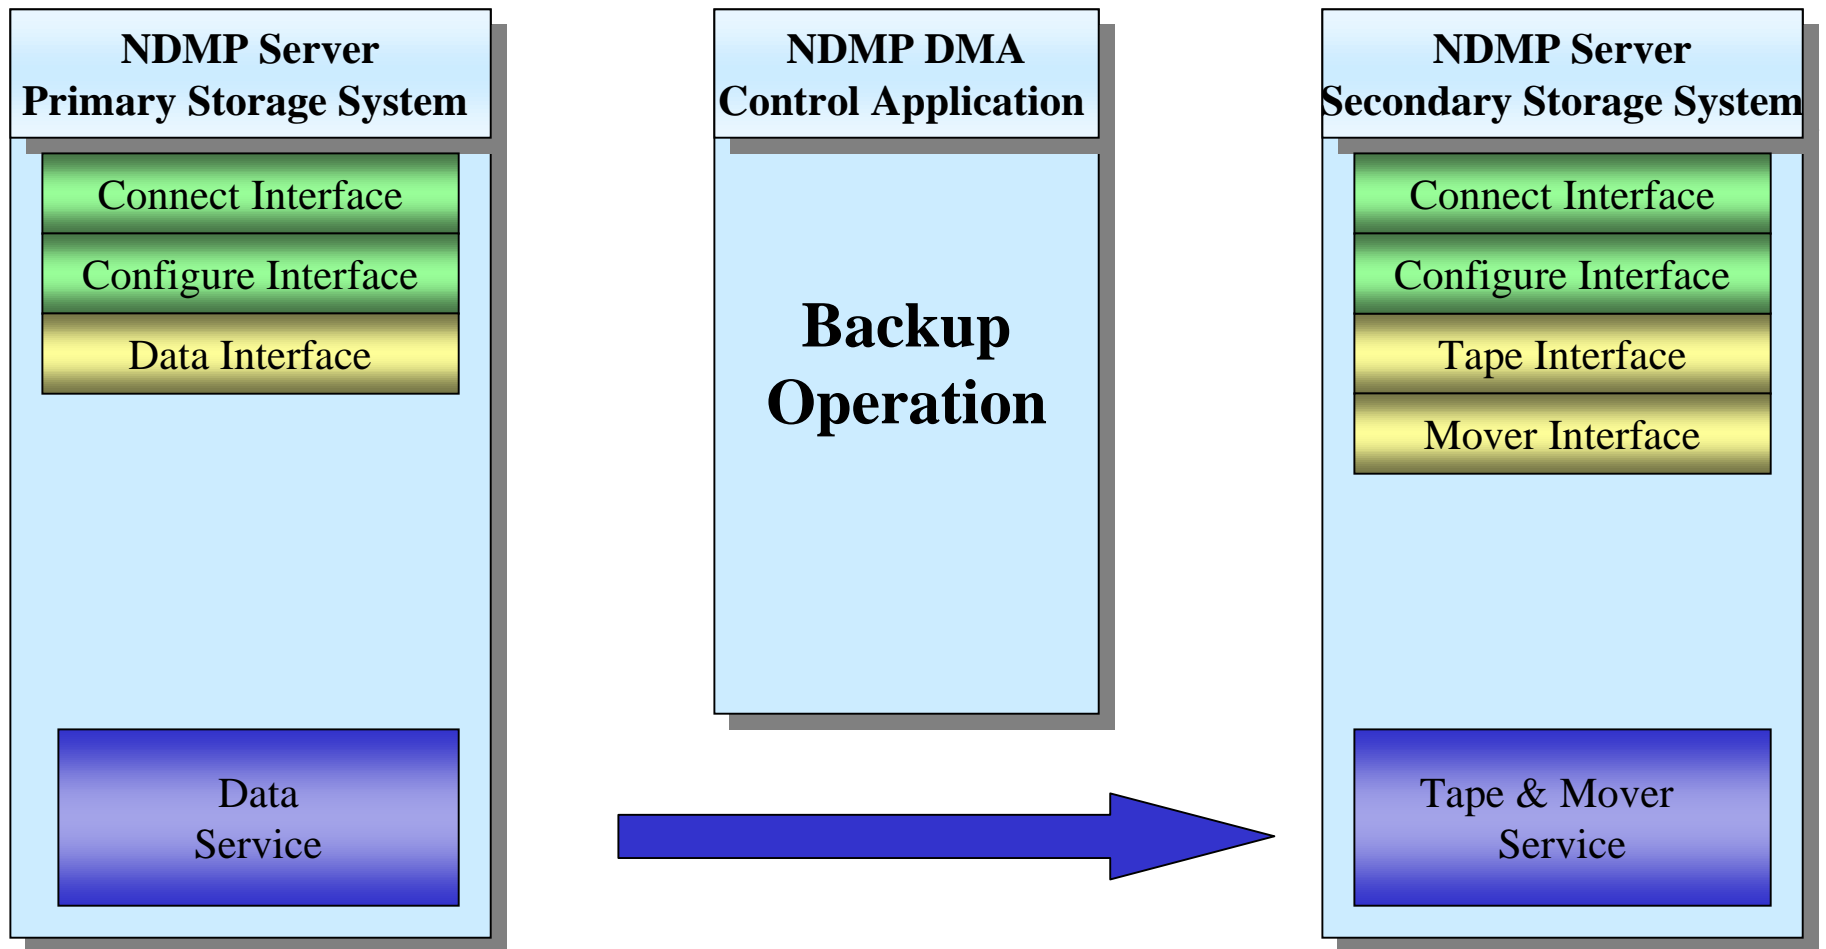 NDMP Server
Primary Storage System
Connect Interface
Configure Interface
Data Interface
Data
Service
NDMP DMA
Control Application
Backup
Operation
NDMP Server
Secondary Storage System
Connect Interface
Configure Interface
Tape Interface
Mover Interface
Tape & Mover
Service